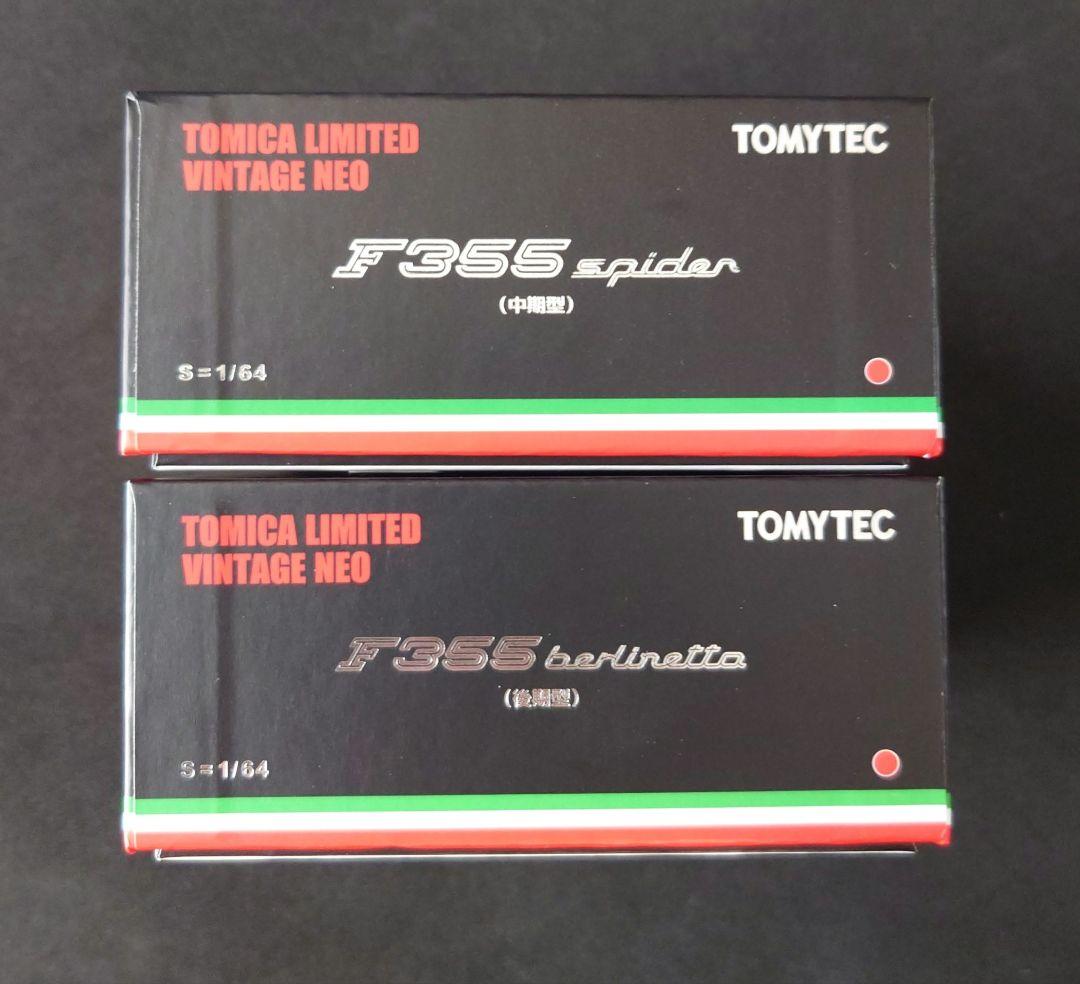 TOMICA LIMITED
VINTAGE NEO
TOMYTEC
F355 spider
(中期型)
S=1/64
TOMICA LIMITED
VINTAGE NEO
TOMYTEC
F355 berlinetta
(後期型)
S=1/64